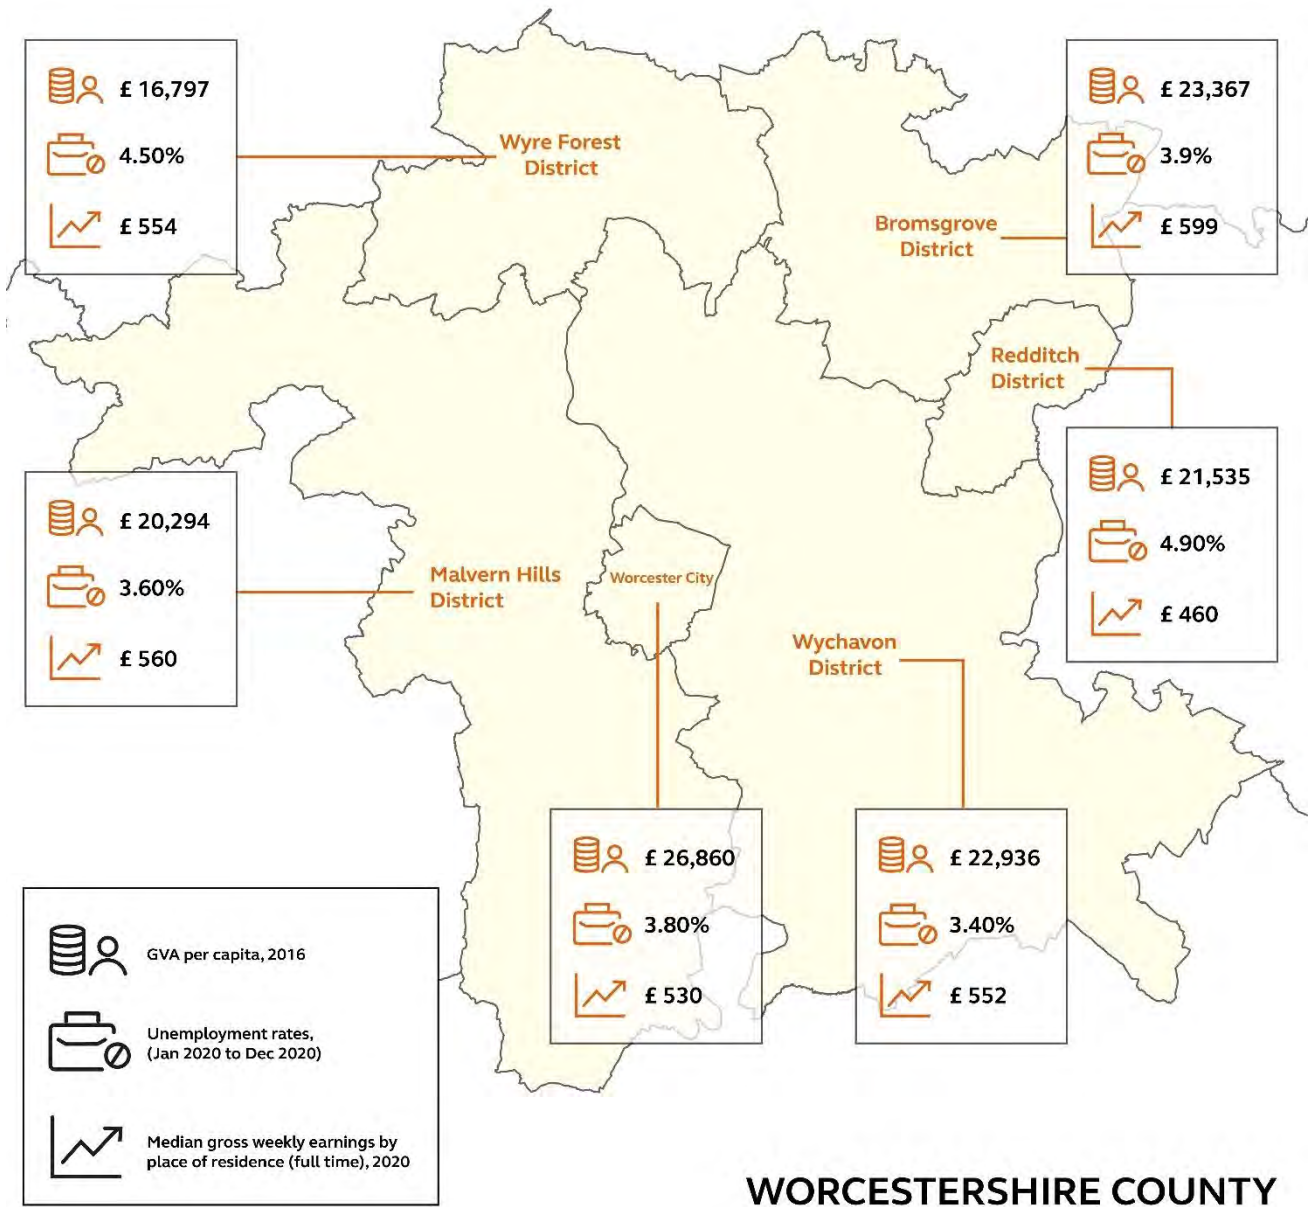 £ 16,797
4.50%
£ 554
Wyre Forest
District
£ 23,367
3.9%
£ 599
Bromsgrove
District
Redditch
District
£ 21,535
4.90%
£ 460
£ 20,294
3.60%
£ 560
Malvern Hills
District
Worcester City
Wychavon
District
£ 26,860
3.80%
£ 530
£ 22,936
3.40%
£ 552
GVA per capita, 2016
Unemployment rates,
(Jan 2020 to Dec 2020)
Median gross weekly earnings by
place of residence (full time), 2020
WORCESTERSHIRE COUNTY